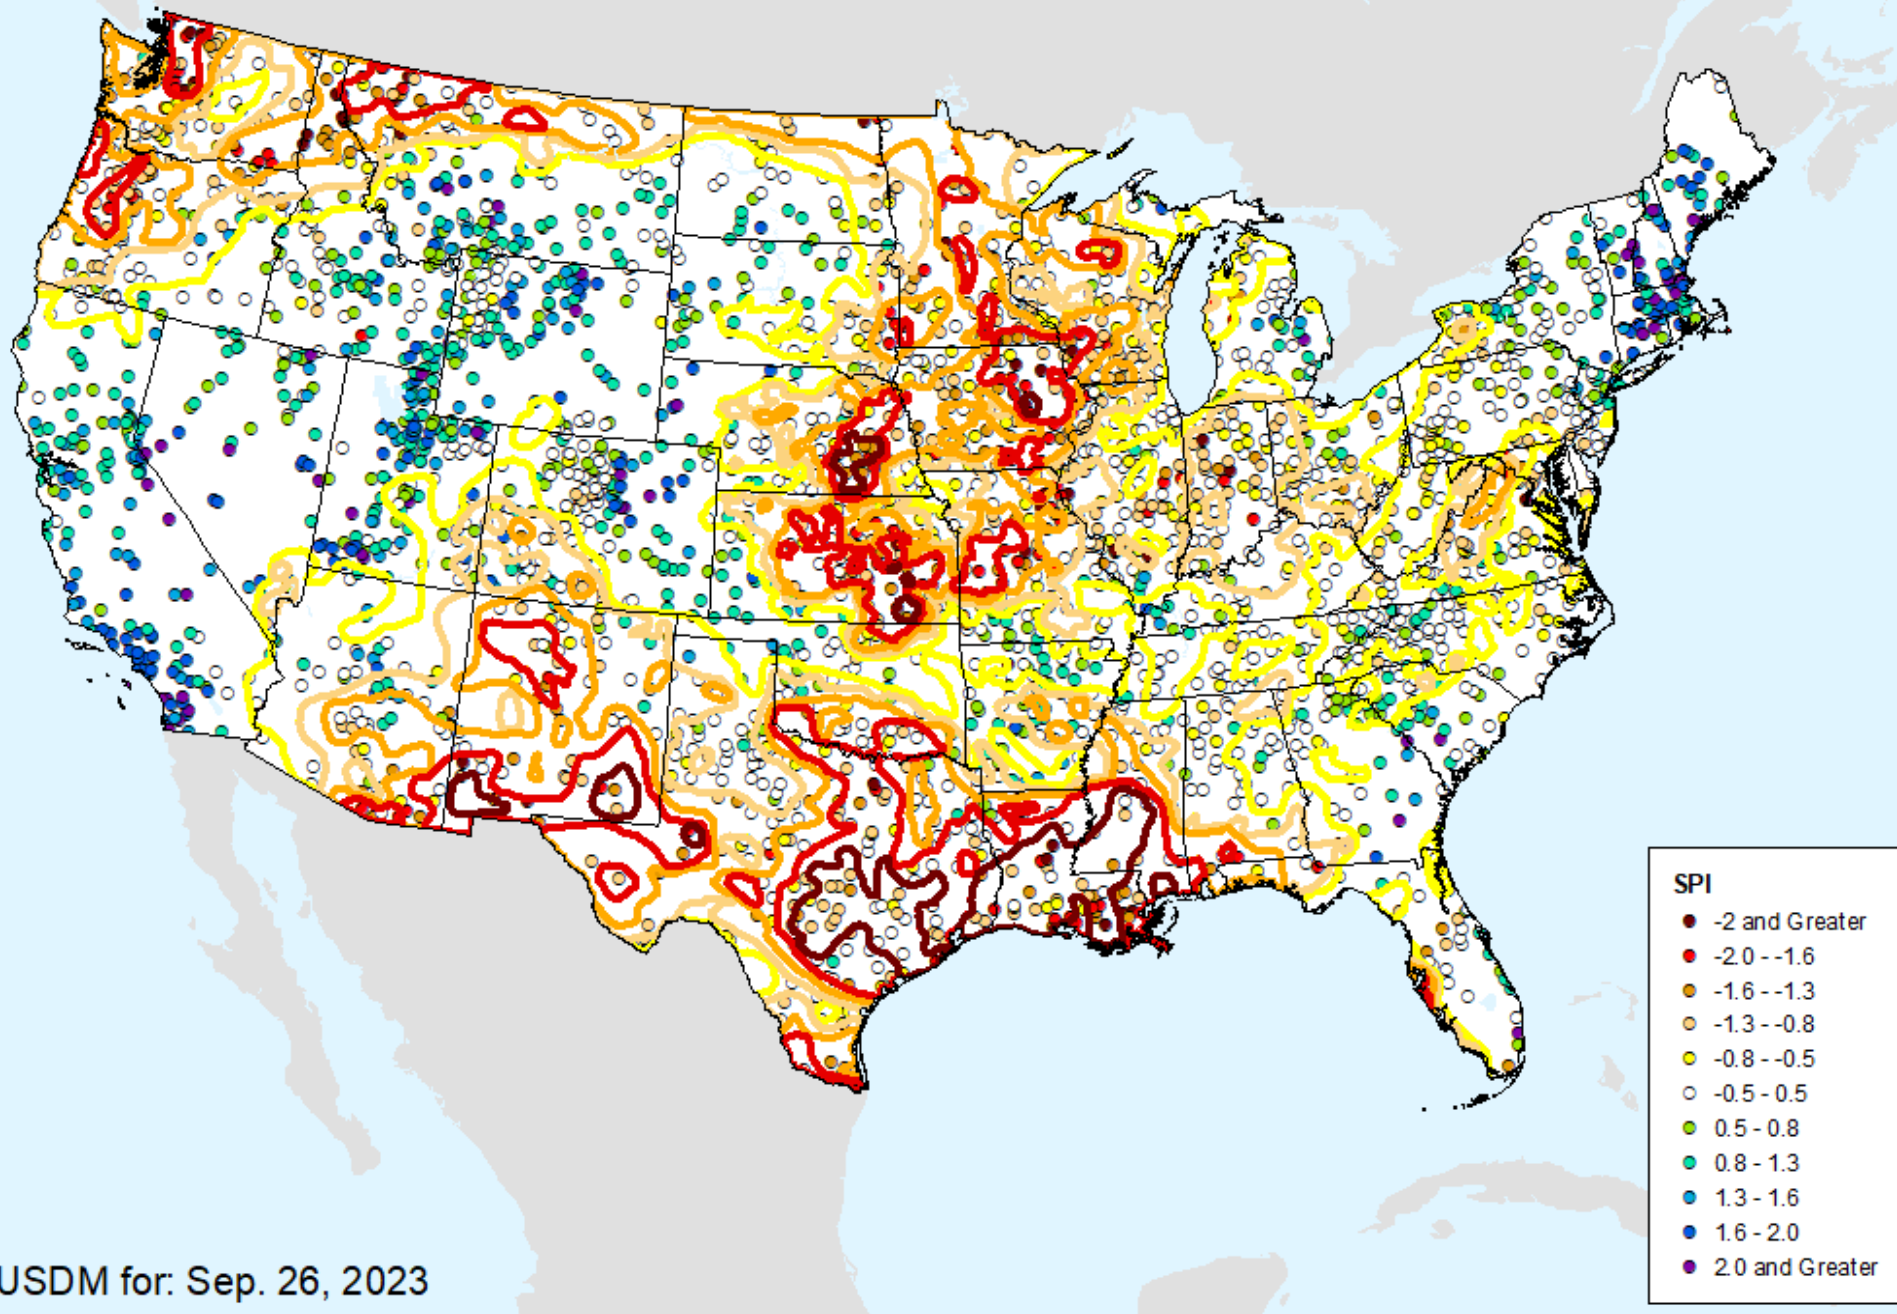 SPI
-2 and Greater
-2.0 - -1.6
-1.6 - -1.3
-1.3 - -0.8
-0.8 - -0.5
-0.5 - 0.5
0.5 - 0.8
0.8 - 1.3
1.3 - 1.6
1.6 - 2.0
2.0 and Greater
USDM for: Sep. 26, 2023